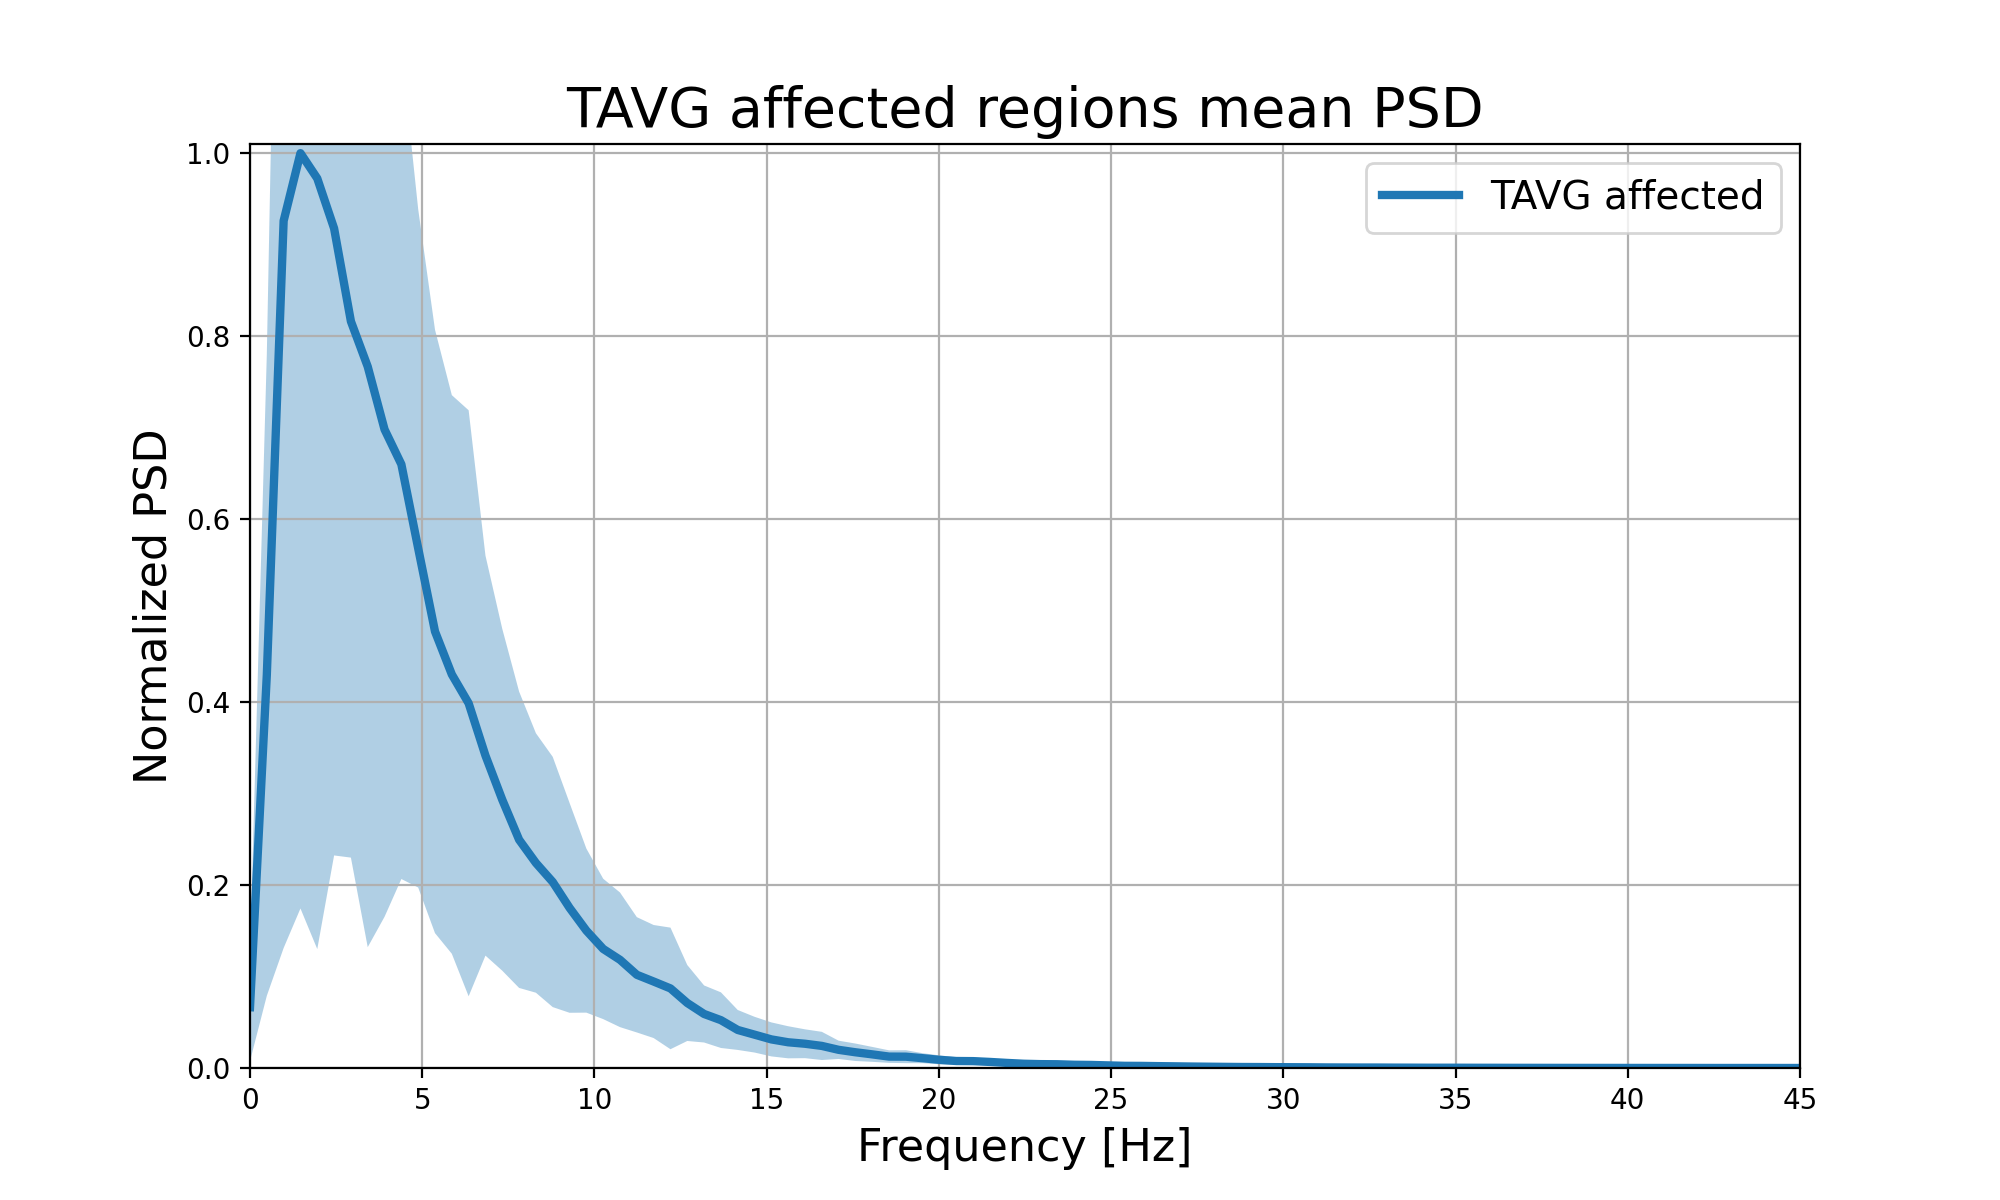 TAVG affected regions mean PSD
TAVG affected
Normalized PSD
1.0
0.8
0.6
0.4
0.2
0.0
0 5 10 15 20 25 30 35 40 45
Frequency [Hz]